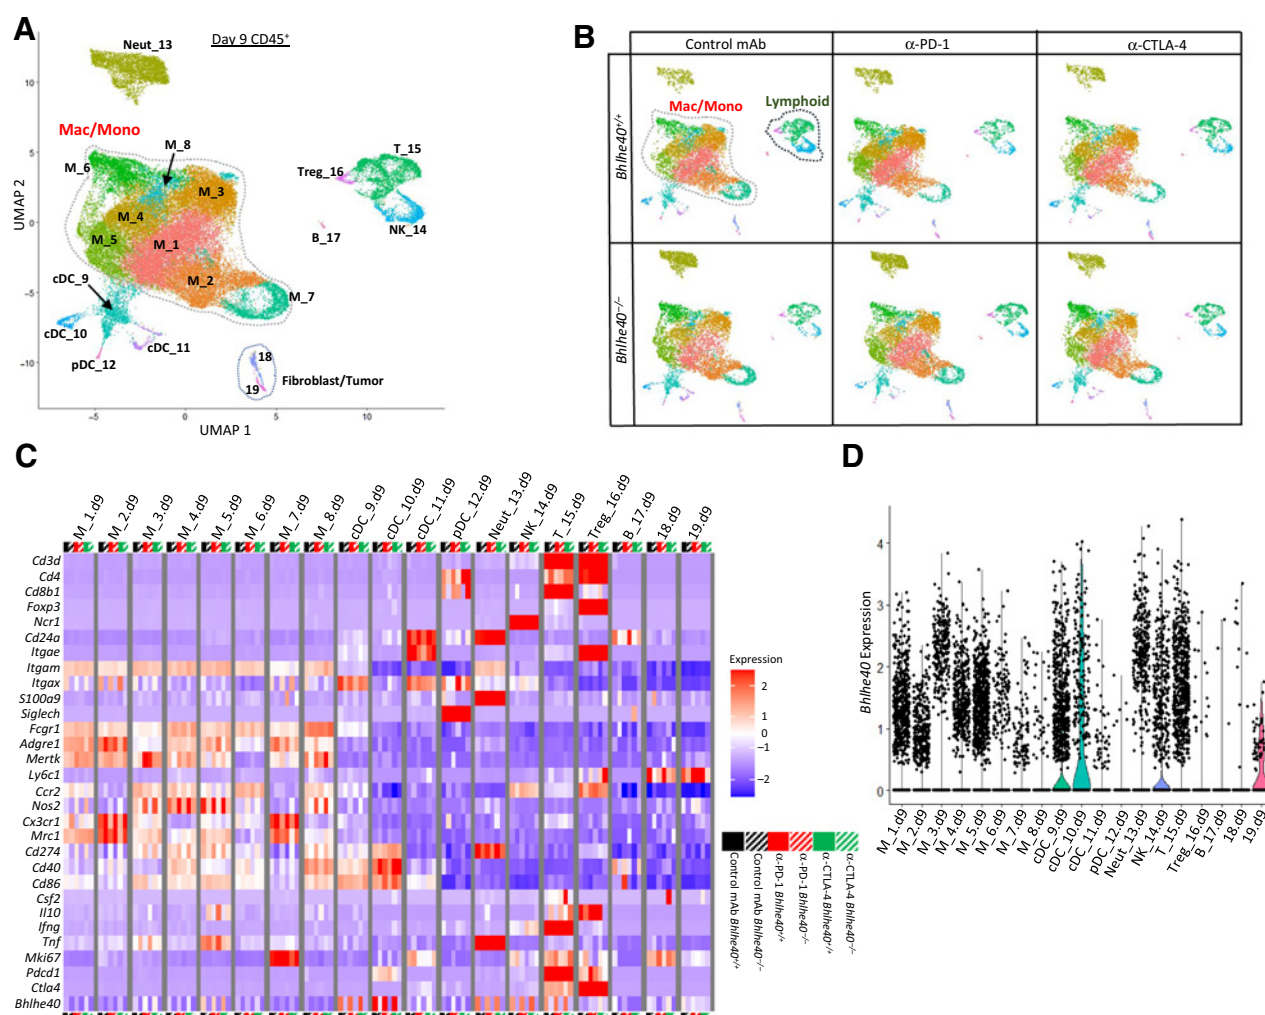 A
Day 9 CD45+
Neut_13
Mac/Mono
M_8
M_6
M_3
M_4
M_5
M_1
M_2
M_7
T_15
Treg_16
NK_14
B_17
cDC_9
cDC_10
cDC_11
pDC_12
18
19
Fibroblast/Tumor
10
5
0
−5
−10
UMAP 2
−5
0
5
10
UMAP 1
B
Control mAb
α-PD-1
α-CTLA-4
Bhlhe40+/+
Bhlhe40−/−
Mac/Mono
Lymphoid
C
M_1.d9
M_2.d9
M_3.d9
M_4.d9
M_5.d9
M_6.d9
M_7.d9
M_8.d9
cDC_9.d9
cDC_10.d9
cDC_11.d9
pDC_12.d9
Neut_13.d9
NK_14.d9
T_15.d9
Treg_16.d9
B_17.d9
18.d9
19.d9
Cd3d
Cd4
Cd8b1
Foxp3
Ncr1
Cd24a
Itgae
Itgam
Itgax
S100a9
Siglech
Fcgr1
Adgre1
Mertk
Ly6c1
Ccr2
Nos2
Cx3cr1
Mrc1
Cd274
Cd40
Cd86
Csf2
Il10
Ifng
Tnf
Mki67
Pdcd1
Ctla4
Bhlhe40
Expression
2
1
0
−1
−2
Control mAb Bhlhe40+/+
Control mAb Bhlhe40−/−
α-PD-1 Bhlhe40+/+
α-PD-1 Bhlhe40−/−
α-CTLA-4 Bhlhe40+/+
α-CTLA-4 Bhlhe40−/−
D
Bhlhe40 Expression
4
3
2
1
0
M_1.d9
M_2.d9
M_3.d9
M_4.d9
M_5.d9
M_6.d9
M_7.d9
M_8.d9
cDC_9.d9
cDC_10.d9
cDC_11.d9
pDC_12.d9
Neut_13.d9
NK_14.d9
T_15.d9
Treg_16.d9
B_17.d9
18.d9
19.d9